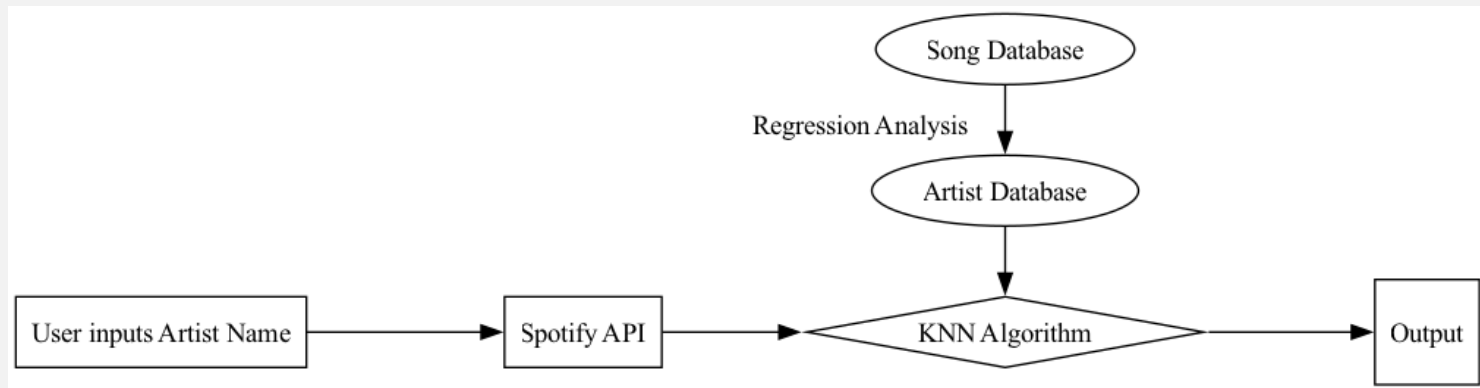 Song Database
Regression Analysis
Artist Database
User inputs Artist Name
Spotify API
KNN Algorithm
Output